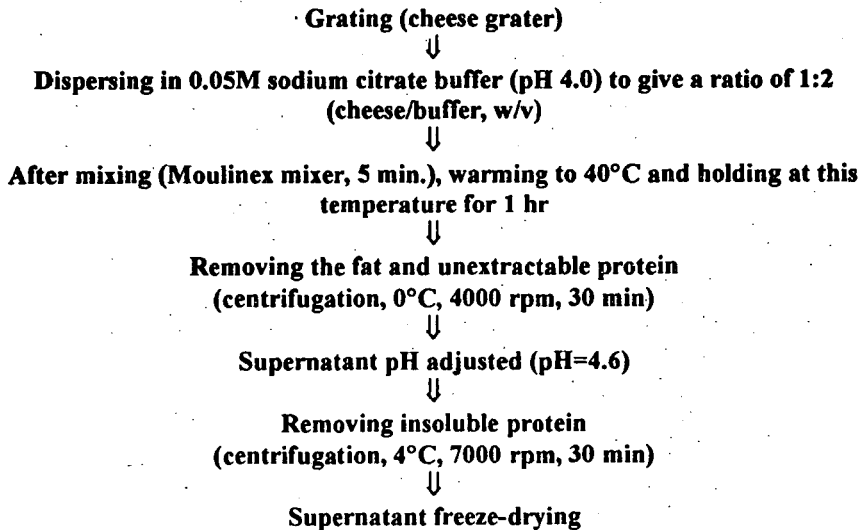 Grating (cheese grater)
⇓
Dispersing in 0.05M sodium citrate buffer (pH 4.0) to give a ratio of 1:2
(cheese/buffer, w/v)
⇓
After mixing (Moulinex mixer, 5 min.), warming to 40°C and holding at this
temperature for 1 hr
⇓
Removing the fat and unextractable protein
(centrifugation, 0°C, 4000 rpm, 30 min)
⇓
Supernatant pH adjusted (pH=4.6)
⇓
Removing insoluble protein
(centrifugation, 4°C, 7000 rpm, 30 min)
⇓
Supernatant freeze-drying